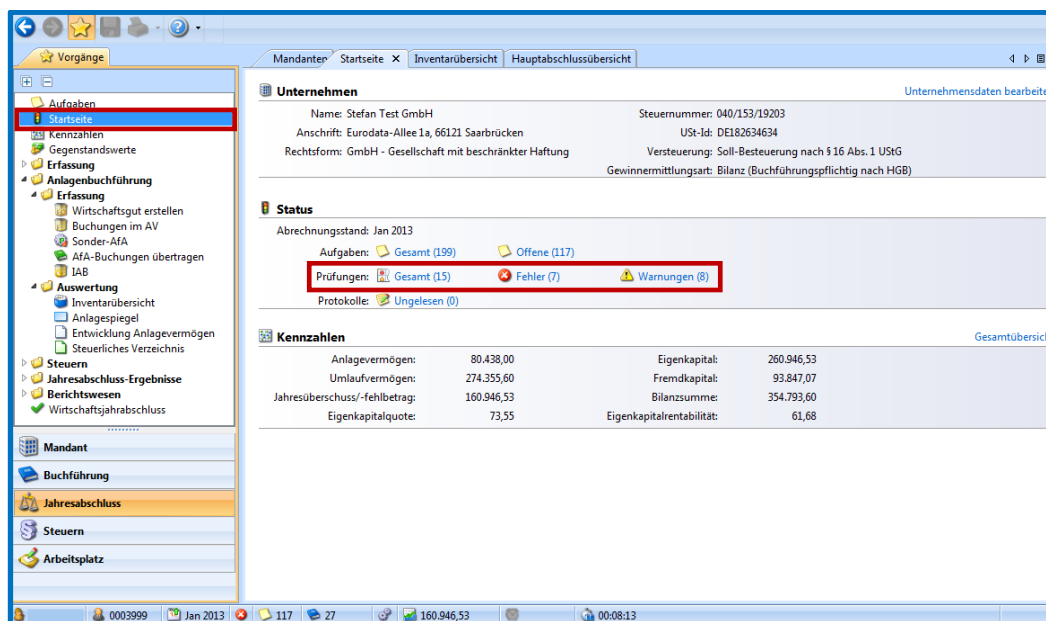 Vorgänge
Mandanten Startseite Inventarübersicht Hauptabschlussübersicht
Aufgaben
Startseite
Kennzahlen
Gegenstandswerte
Erfassung
Anlagenbuchführung
Erfassung
Wirtschaftsgut erstellen
Buchungen im AV
Sonder-AfA
AfA-Buchungen übertragen
IAB
Auswertung
Inventarübersicht
Anlagespiegel
Entwicklung Anlagevermögen
Steuerliches Verzeichnis
Steuern
Jahresabschluss-Ergebnisse
Berichtswesen
Wirtschaftsjahrabschluss
Mandant
Buchführung
Jahresabschluss
Steuern
Arbeitsplatz
Unternehmen Unternehmensdaten bearbeite
Name: Stefan Test GmbH Steuernummer: 040/153/19203
Anschrift: Eurodata-Allee 1a, 66121 Saarbrücken USt-Id: DE182634634
Rechtsform: GmbH - Gesellschaft mit beschränkter Haftung Versteuerung: Soll-Besteuerung nach § 16 Abs. 1 UStG
Gewinnermittlungsart: Bilanz (Buchführungspflichtig nach HGB)
Status
Abrechnungsstand: Jan 2013
Aufgaben: Gesamt (199) Offene (117)
Prüfungen: Gesamt (15) Fehler (7) Warnungen (8)
Protokolle: Ungelesen (0)
Kennzahlen Gesamtübersich
Anlagevermögen: 80.438,00 Eigenkapital: 260.946,53
Umlaufvermögen: 274.355,60 Fremdkapital: 93.847,07
Jahresüberschuss/-fehlbetrag: 160.946,53 Bilanzsumme: 354.793,60
Eigenkapitalquote: 73,55 Eigenkapitalrentabilität: 61,68
0003999 Jan 2013 117 27 160.946,53 00:08:13